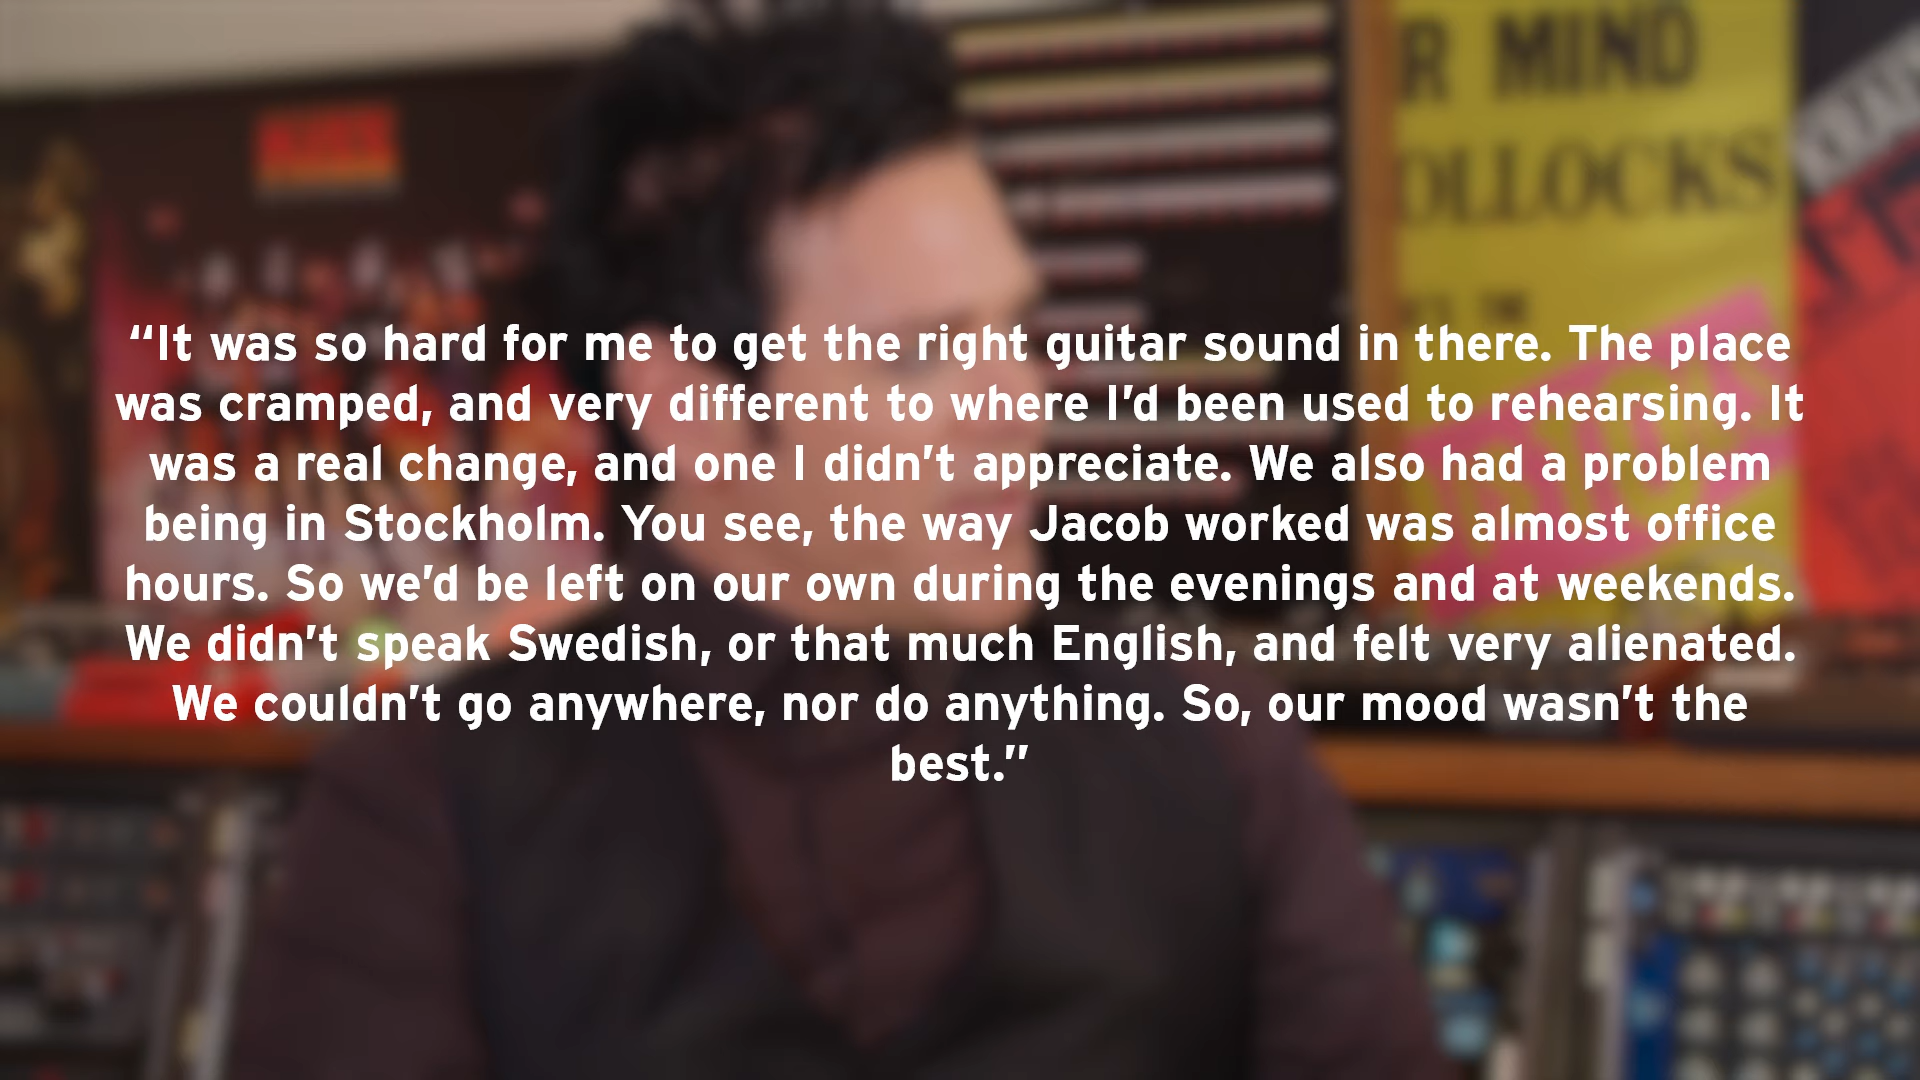 R MIND
OLLOCKS
“It was so hard for me to get the right guitar sound in there. The place
was cramped, and very different to where I’d been used to rehearsing. It
was a real change, and one I didn’t appreciate. We also had a problem
being in Stockholm. You see, the way Jacob worked was almost office
hours. So we’d be left on our own during the evenings and at weekends.
We didn’t speak Swedish, or that much English, and felt very alienated.
We couldn’t go anywhere, nor do anything. So, our mood wasn’t the
best.”